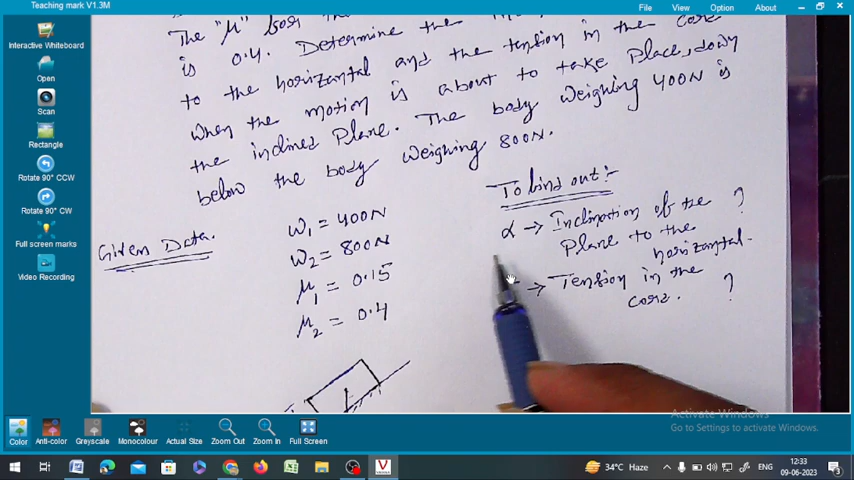 Teaching mark V1.3M
File View Option About
Interactive Whiteboard
Open
Scan
Rectangle
Rotate 90° CCW
Rotate 90° CW
Full screen marks
Video Recording
The "μ" bor the
is 0.4. Determine the
to the horizontal and the tension in the core
when the motion is about to take Place, down
the inclined Plane. The body weighing 400N is
below the body weighing 800N.
Given Data.
W1 = 400N
W2 = 800N
μ1 = 0.15
μ2 = 0.4
To bind out:-
α → Inclination of the
Plane to the
horizontal. ?
→ Tension in the
core. ?
Activate Windows
Go to Settings to activate Windows.
Color
Anti-color
Greyscale
Monocolour
Actual Size
Zoom Out
Zoom In
Full Screen
34°C Haze
ENG
12:33
09-06-2023